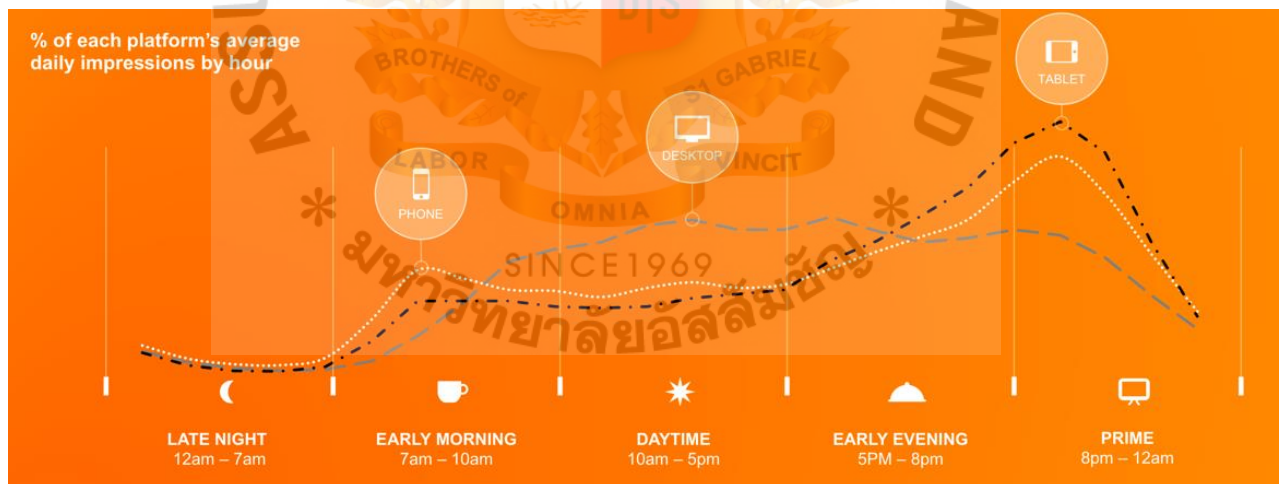 % of each platform's average
daily impressions by hour
TABLET
DESKTOP
PHONE
LATE NIGHT
12am – 7am
EARLY MORNING
7am – 10am
DAYTIME
10am – 5pm
EARLY EVENING
5PM – 8pm
PRIME
8pm – 12am
AND
D S
BROTHERS of
ST GABRIEL
LABOR
VINCIT
OMNIA
SINCE1969
มหาวิทยาลัยอัสสัมชัญ